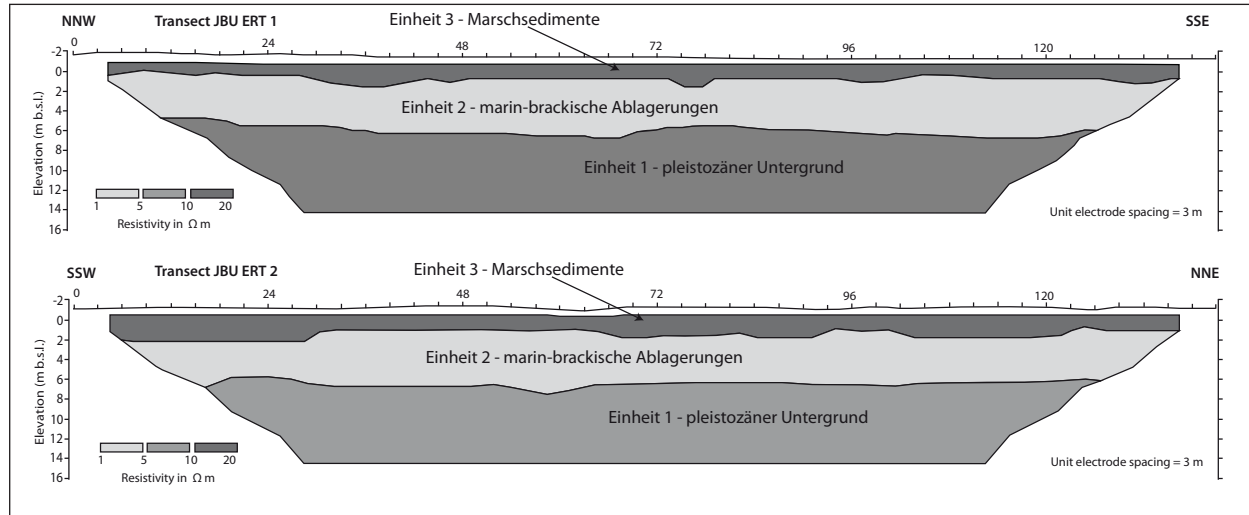 NNW Transect JBU ERT 1 Einheit 3 - Marschsedimente SSE
0 24 48 72 96 120
-2
0
2
4
6
8
10
12
14
16
Elevation (m b.s.l.)
Einheit 2 - marin-brackische Ablagerungen
Einheit 1 - pleistozäner Untergrund
1 5 10 20
Resistivity in Ω m
Unit electrode spacing = 3 m
SSW Transect JBU ERT 2 Einheit 3 - Marschsedimente NNE
0 24 48 72 96 120
-2
0
2
4
6
8
10
12
14
16
Elevation (m b.s.l.)
Einheit 2 - marin-brackische Ablagerungen
Einheit 1 - pleistozäner Untergrund
1 5 10 20
Resistivity in Ω m
Unit electrode spacing = 3 m